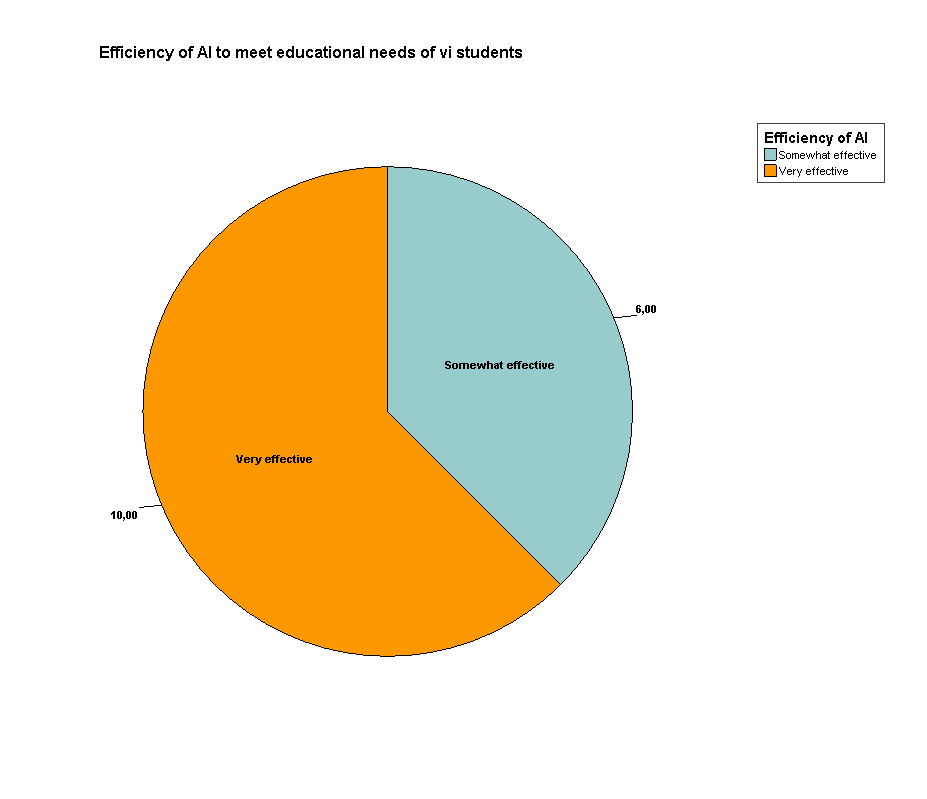 Efficiency of AI to meet educational needs of vi students
Efficiency of AI
Somewhat effective
Very effective
6,00
Somewhat effective
Very effective
10,00